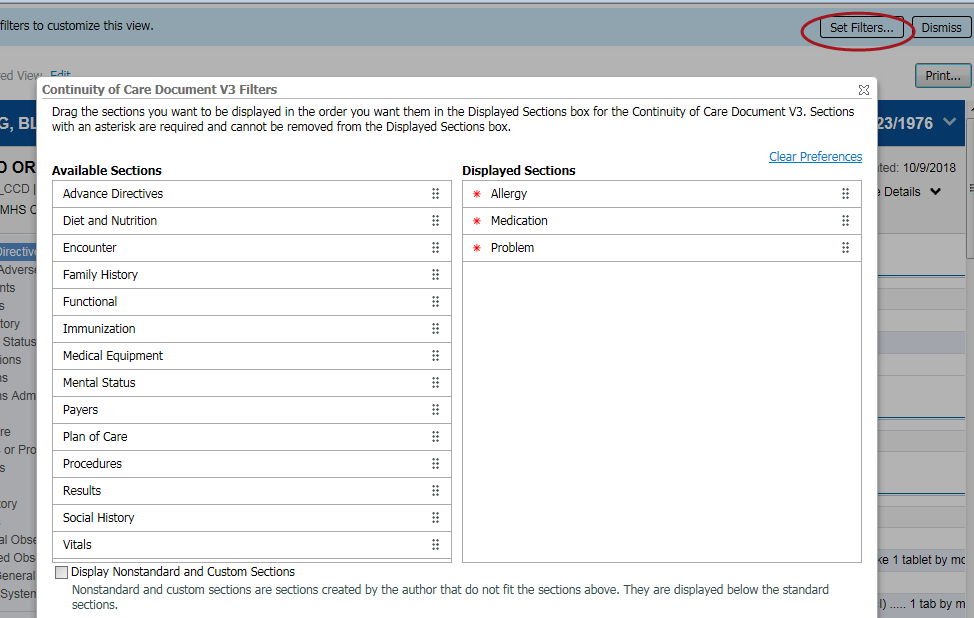 filters to customize this view.
Set Filters...
Dismiss
ed View Edit
Print...
Continuity of Care Document V3 Filters
Drag the sections you want to be displayed in the order you want them in the Displayed Sections box for the Continuity of Care Document V3. Sections
with an asterisk are required and cannot be removed from the Displayed Sections box.
Clear Preferences
Available Sections
Advance Directives
Diet and Nutrition
Encounter
Family History
Functional
Immunization
Medical Equipment
Mental Status
Payers
Plan of Care
Procedures
Results
Social History
Vitals
Displayed Sections
* Allergy
* Medication
* Problem
Display Nonstandard and Custom Sections
Nonstandard and custom sections are sections created by the author that do not fit the sections above. They are displayed below the standard
sections.
G, BL
O OR
_CCD |
MHS C
Directive
Adverse
nts
s
tory
Status
ions
ns
ns Adm
re
s or Pro
s
ory
al Obse
ed Obs
General
System
23/1976
ted: 10/9/2018
e Details
ke 1 tablet by mo
l) ..... 1 tab by m